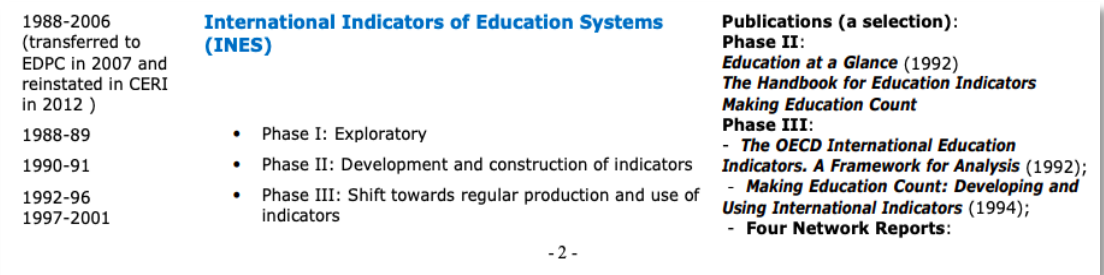 1988-2006
(transferred to
EDPC in 2007 and
reinstated in CERI
in 2012 )
International Indicators of Education Systems
(INES)
1988-89
• Phase I: Exploratory
1990-91
• Phase II: Development and construction of indicators
1992-96
1997-2001
• Phase III: Shift towards regular production and use of
indicators
Publications (a selection):
Phase II:
Education at a Glance (1992)
The Handbook for Education Indicators
Making Education Count
Phase III:
- The OECD International Education
Indicators. A Framework for Analysis (1992);
- Making Education Count: Developing and
Using International Indicators (1994);
- Four Network Reports:
- 2 -